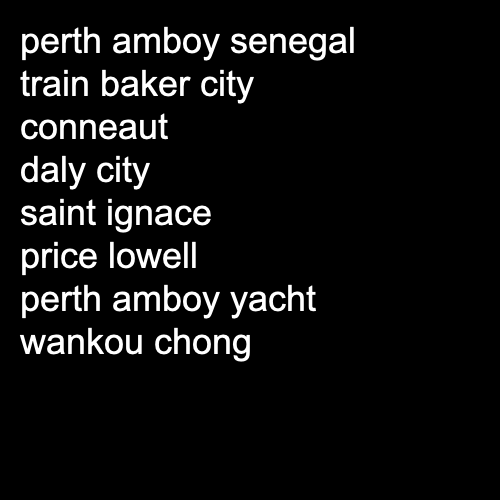 perth amboy senegal
train baker city
conneaut
daly city
saint ignace
price lowell
perth amboy yacht
wankou chong